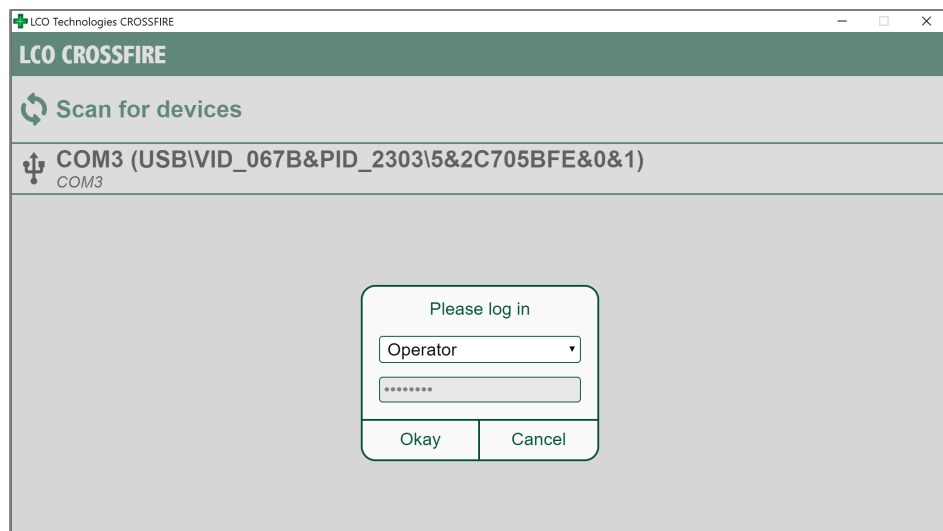 LCO Technologies CROSSFIRE
LCO CROSSFIRE
Scan for devices
COM3 (USB\VID_067B&PID_2303\5&2C705BFE&0&1)
COM3
Please log in
Operator
••••••••
Okay
Cancel